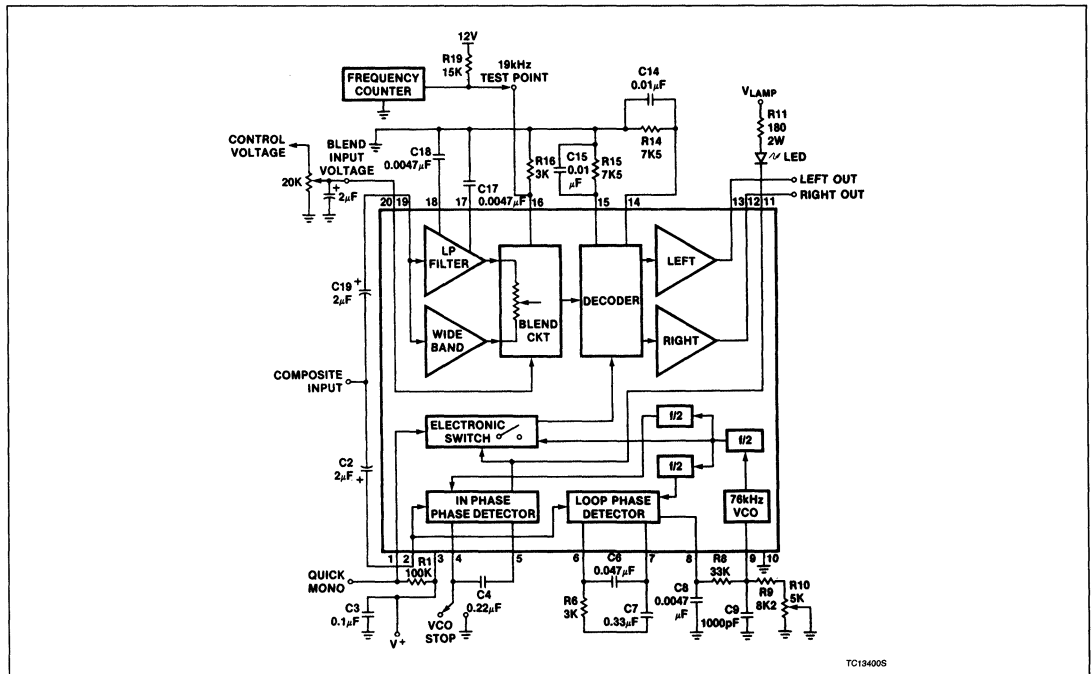 12V
R19
15K
19kHz
TEST POINT
FREQUENCY
COUNTER
C14
0.01µF
R14
7K5
VLAMP
R11
180
2W
LED
CONTROL
VOLTAGE
BLEND
INPUT
VOLTAGE
C18
0.0047µF
20K
+
2µF
C17
0.0047µF
R16
3K
C15
0.01
µF
R15
7K5
LEFT OUT
RIGHT OUT
20 19 18 17 16 15 14 13 12 11
LP
FILTER
BLEND
CKT
WIDE
BAND
DECODER
LEFT
RIGHT
C19
2µF
+
COMPOSITE
INPUT
C2
2µF
+
ELECTRONIC
SWITCH
f/2
f/2
f/2
IN PHASE
PHASE DETECTOR
LOOP PHASE
DETECTOR
76kHz
VCO
1 2 3 4 5 6 7 8 9 10
QUICK
MONO
R1
100K
C3
0.1µF
V+
VCO
STOP
C4
0.22µF
C6
0.047µF
R6
3K
C7
0.33µF
C8
0.0047
µF
R8
33K
C9
1000pF
R9
8K2
R10
5K
TC13400S